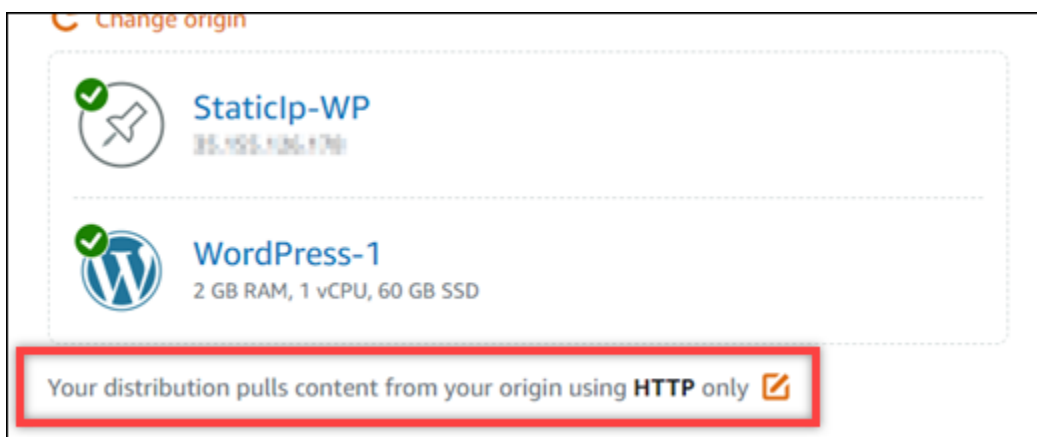 Change origin
StaticIp-WP
WordPress-1
2 GB RAM, 1 vCPU, 60 GB SSD
Your distribution pulls content from your origin using HTTP only